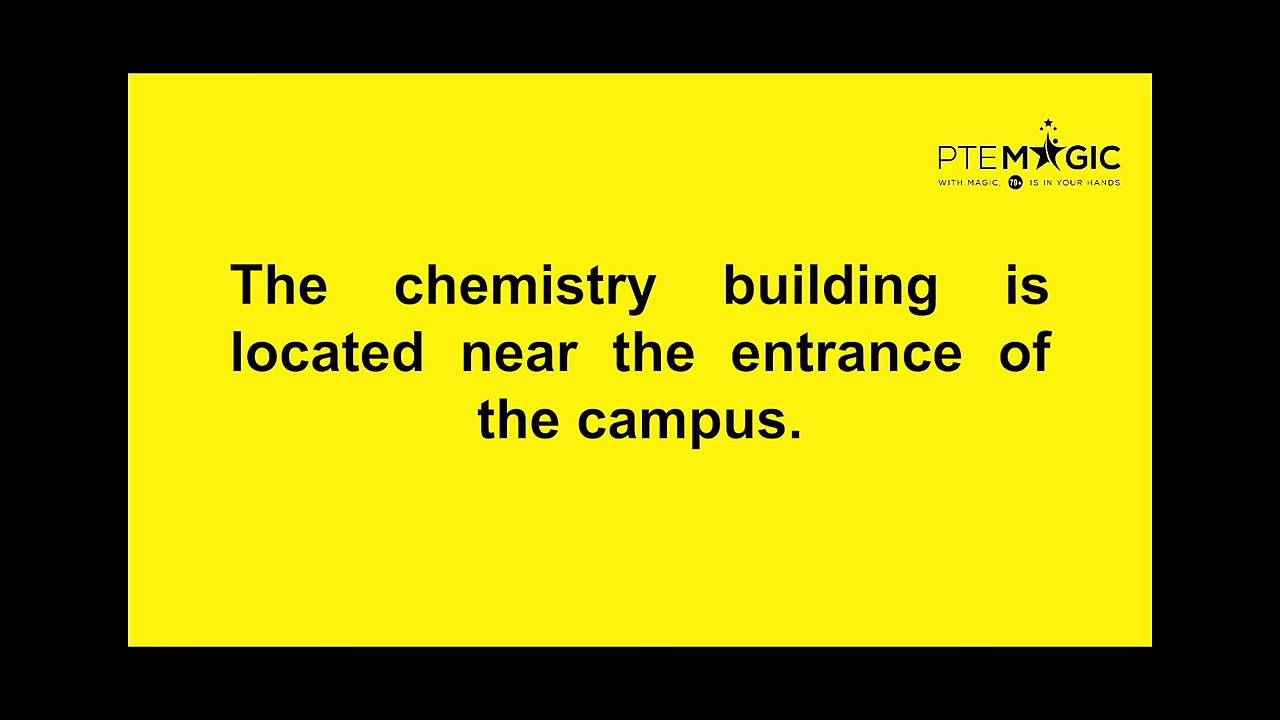 PTEMAGIC
WITH MAGIC, 79+ IS IN YOUR HANDS
The chemistry building is
located near the entrance of
the campus.